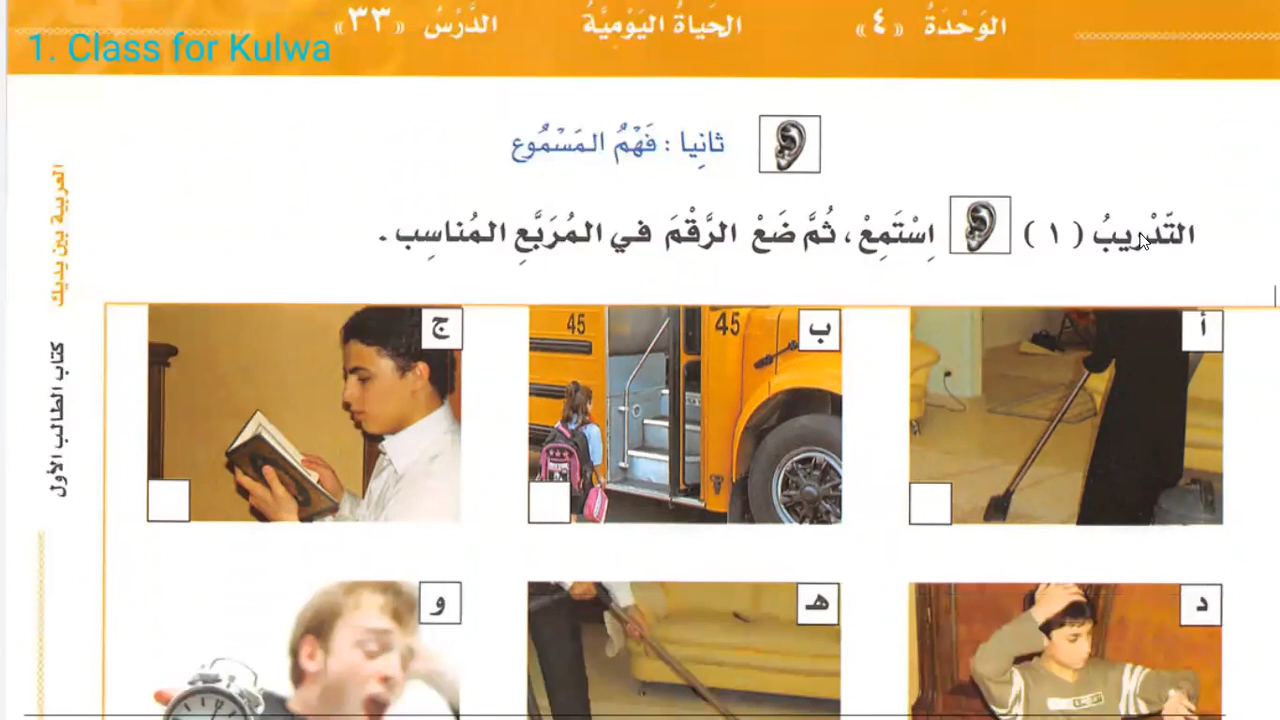 الوَحْدَةُ «٤» الحَياةُ اليَوْمِيَّةُ الدَّرْسُ «٣٣»
1. Class for Kulwa
ثانِيا : فَهْمُ المَسْمُوع
التَّدْرِيبُ ( ١ ) اِسْتَمِعْ ، ثُمَّ ضَعْ الرَّقْمَ في المُرَبَّعِ المُناسِب .
أ
ب
45
45
ج
د
هـ
و
العربية بين يديك
كتاب الطالب الأول